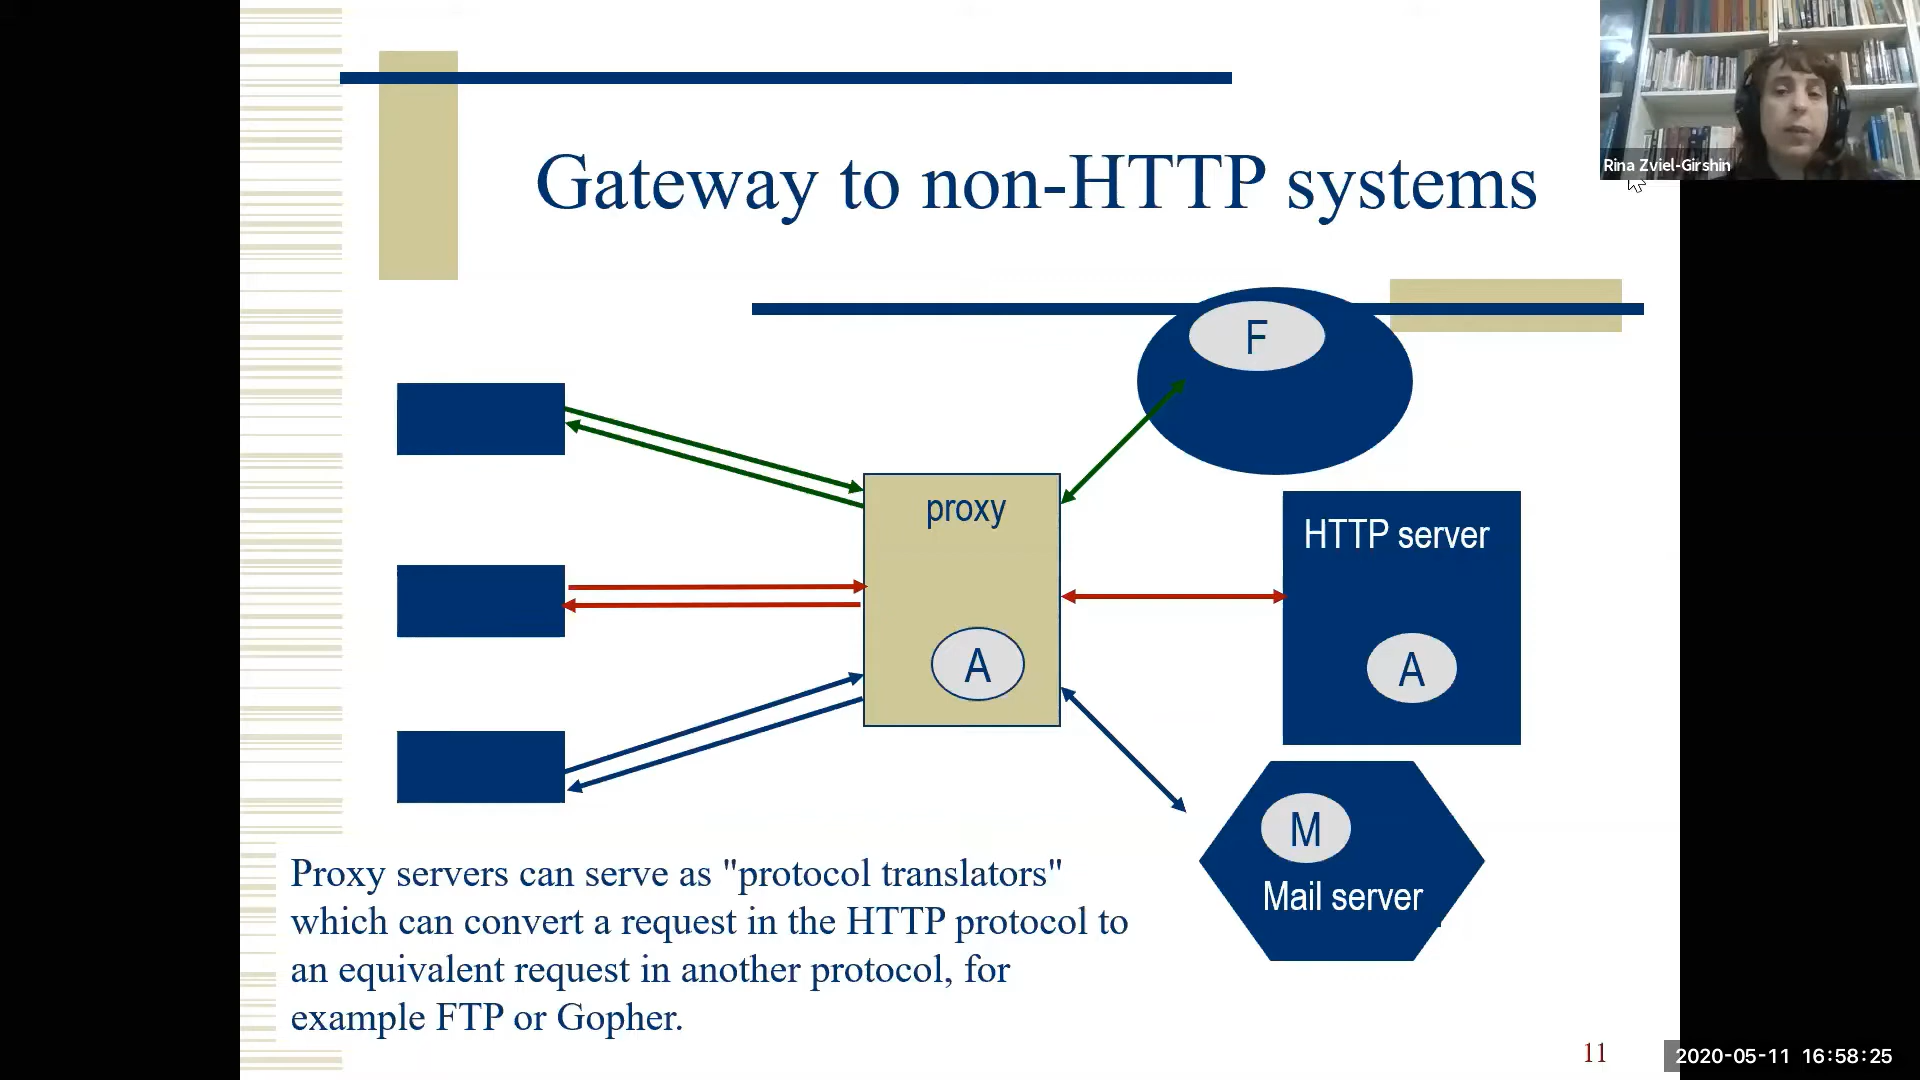 Rina Zviel-Girshin
Gateway to non-HTTP systems
F
proxy
HTTP server
A
A
M
Mail server
Proxy servers can serve as "protocol translators"
which can convert a request in the HTTP protocol to
an equivalent request in another protocol, for
example FTP or Gopher.
11
2020-05-11 16:58:25